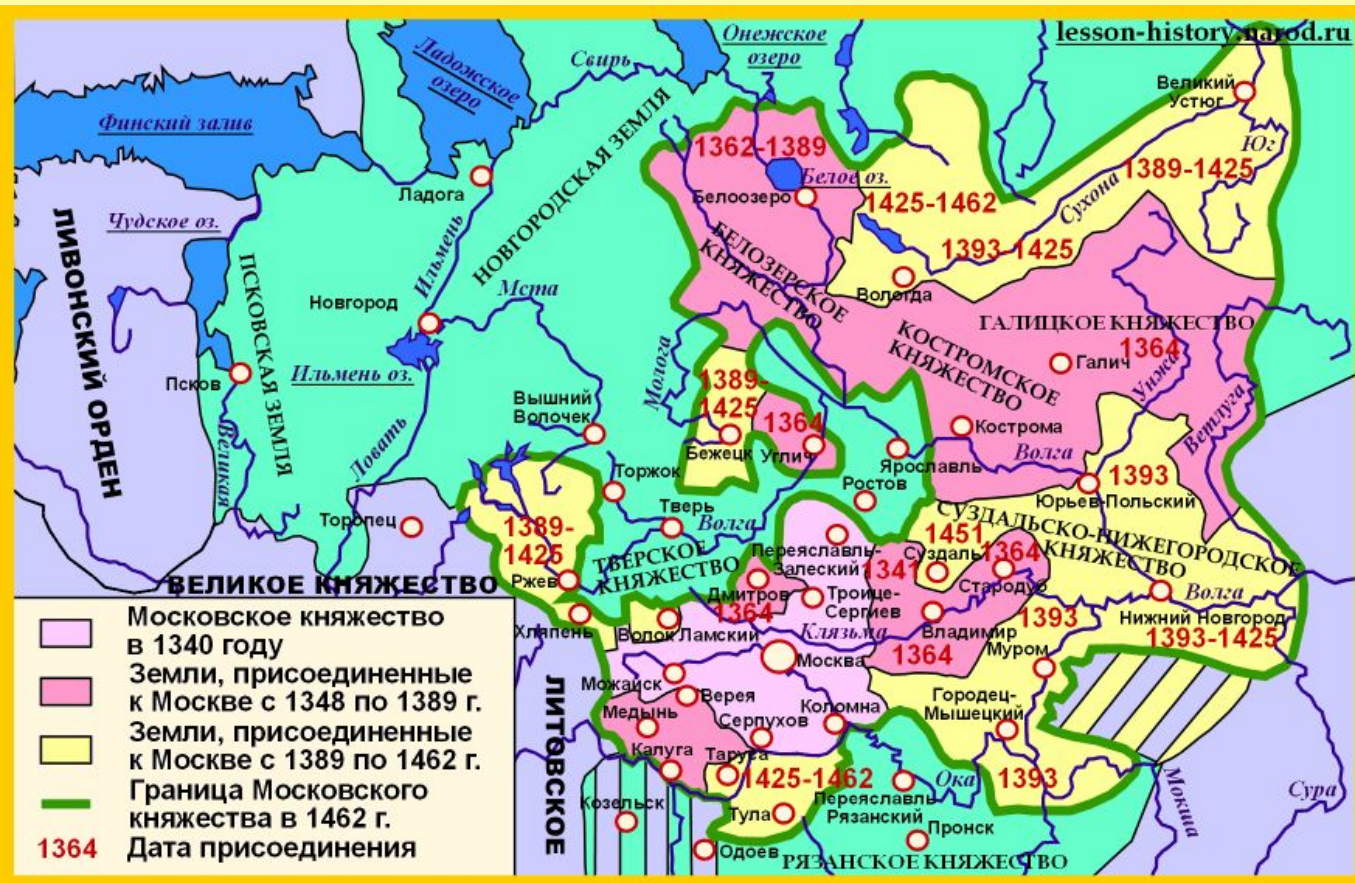 lesson-history.narod.ru
Ладожское
озеро
Свирь
Онежское
озеро
Великий
Устюг
Финский залив
Юг
1362-1389
Белое оз.
Белоозеро
1389-1425
Сухона
1425-1462
1393-1425
Вологда
Ладога
НОВГОРОДСКАЯ ЗЕМЛЯ
Чудское оз.
ЛИВОНСКИЙ ОРДЕН
ПСКОВСКАЯ ЗЕМЛЯ
Ильмень
Новгород
Мста
БЕЛОЗЕРСКОЕ
КНЯЖЕСТВО
КОСТРОМСКОЕ
КНЯЖЕСТВО
ГАЛИЦКОЕ КНЯЖЕСТВО
1364
Галич
Унжа
Ветлуга
Псков
Ильмень оз.
Великая
Ловать
Молога
Вышний
Волочек
1389-
1425
Бежецк
1364
Углич
Кострома
Ярославль
Волга
1393
Юрьев-Польский
Торжок
Ростов
Торопец
1389-
1425
Ржев
Тверь
Волга
ТВЕРСКОЕ
КНЯЖЕСТВО
Переяславль-
Залеский
1341
1451
Суздаль
1364
Стародуб
СУЗДАЛЬСКО-НИЖЕГОРОДСКОЕ
КНЯЖЕСТВО
Волга
Нижний Новгород
1393-1425
ВЕЛИКОЕ КНЯЖЕСТВО
Хляпень
Волок Ламский
Дмитров
1364
Троице-
Сергиев
Клязьма
Владимир
1364
1393
Муром
Москва
Можайск
Верея
Медынь
Серпухов
Коломна
Городец-
Мышецкий
ЛИТОВСКОЕ
Калуга
Таруса
1425-1462
Тула
Козельск
Одоев
Переяславль
Рязанский
Ока
1393
Пронск
РЯЗАНСКОЕ КНЯЖЕСТВО
Мокша
Сура
Московское княжество
в 1340 году
Земли, присоединенные
к Москве с 1348 по 1389 г.
Земли, присоединенные
к Москве с 1389 по 1462 г.
Граница Московского
княжества в 1462 г.
1364 Дата присоединения